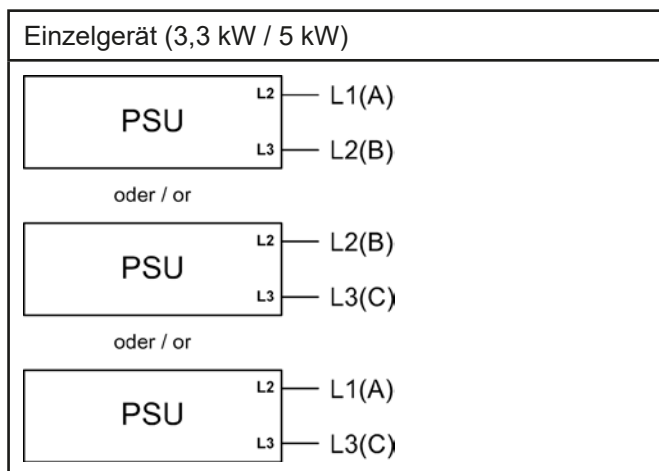 Einzelgerät (3,3 kW / 5 kW)
L2 L1(A)
PSU
L3 L2(B)
oder / or
L2 L2(B)
PSU
L3 L3(C)
oder / or
L2 L1(A)
PSU
L3 L3(C)